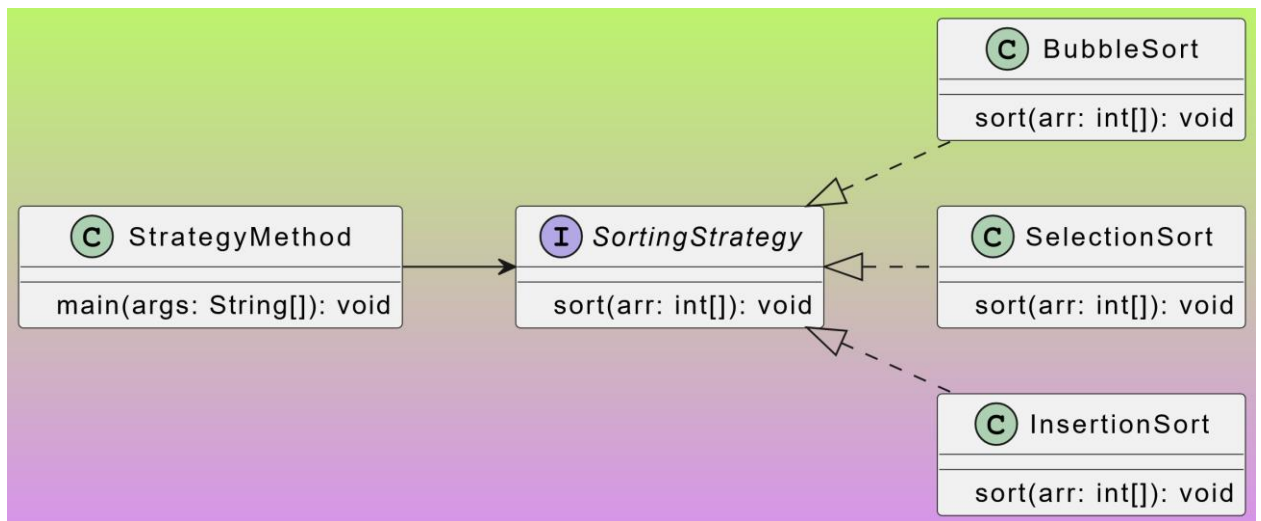 C StrategyMethod
main(args: String[]): void
I SortingStrategy
sort(arr: int[]): void
C BubbleSort
sort(arr: int[]): void
C SelectionSort
sort(arr: int[]): void
C InsertionSort
sort(arr: int[]): void